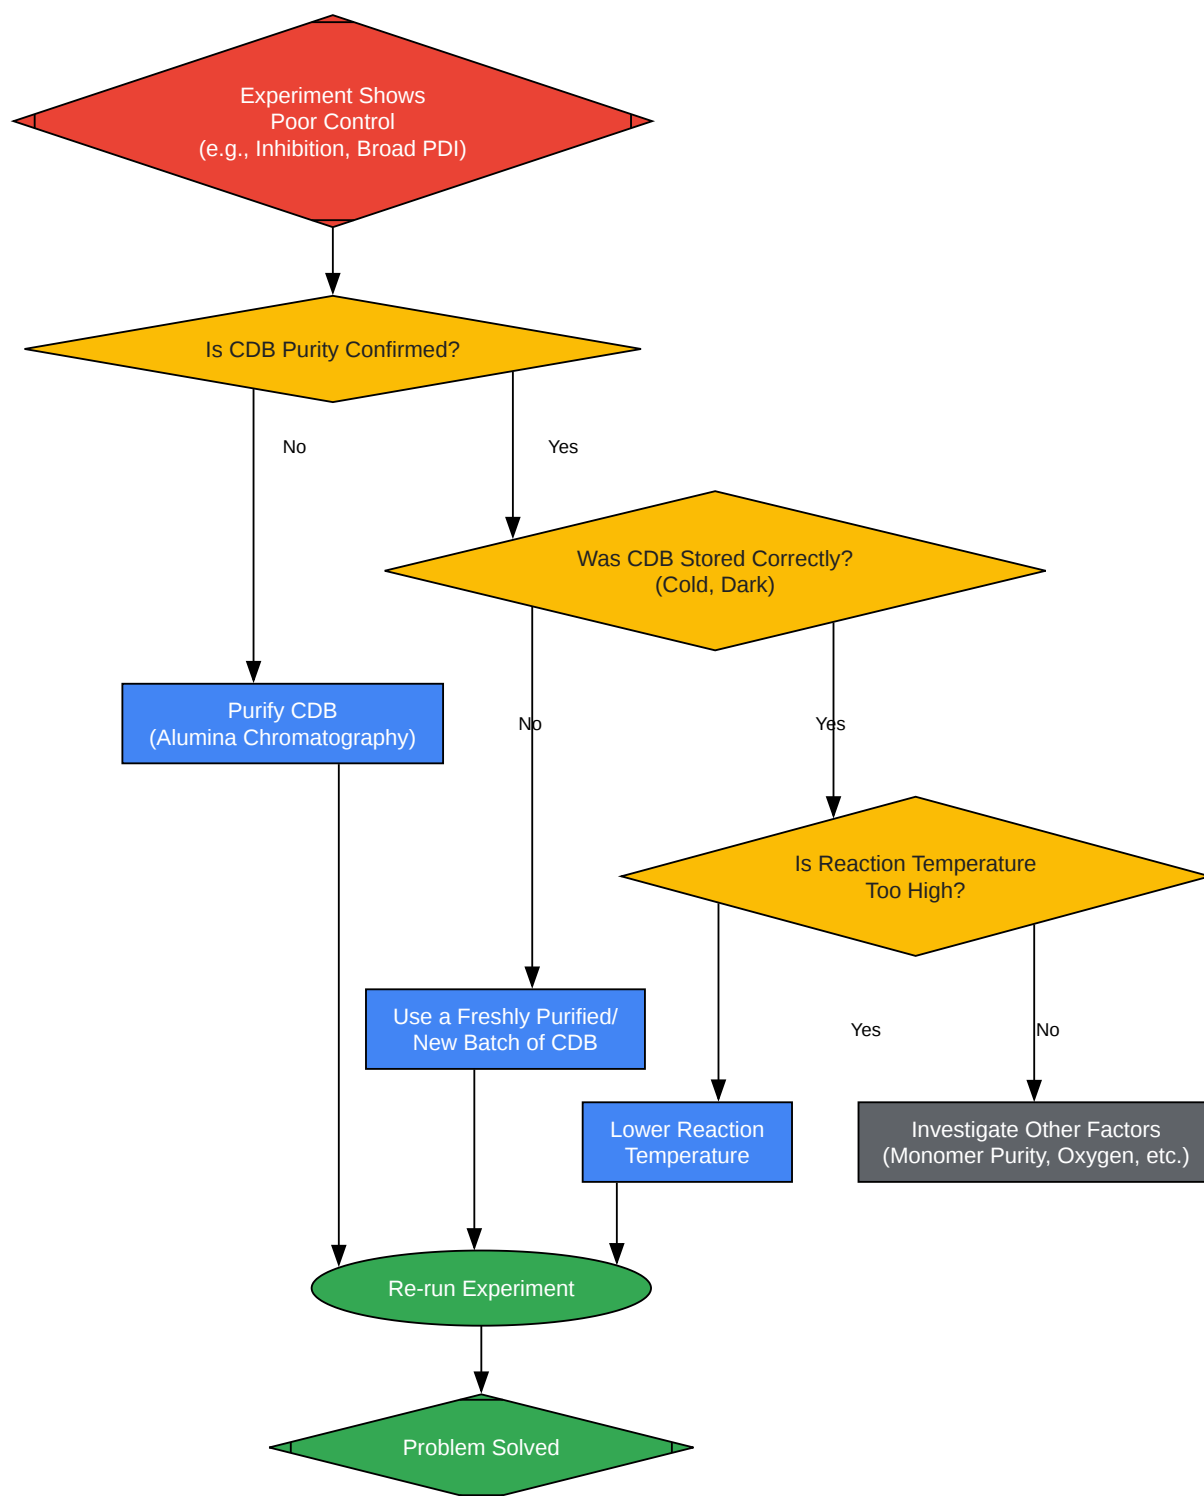 Experiment Shows
Poor Control
(e.g., Inhibition, Broad PDI)
Is CDB Purity Confirmed?
No
Yes
Was CDB Stored Correctly?
(Cold, Dark)
Purify CDB
(Alumina Chromatography)
No
Yes
Is Reaction Temperature
Too High?
Use a Freshly Purified/
New Batch of CDB
Yes
No
Lower Reaction
Temperature
Investigate Other Factors
(Monomer Purity, Oxygen, etc.)
Re-run Experiment
Problem Solved